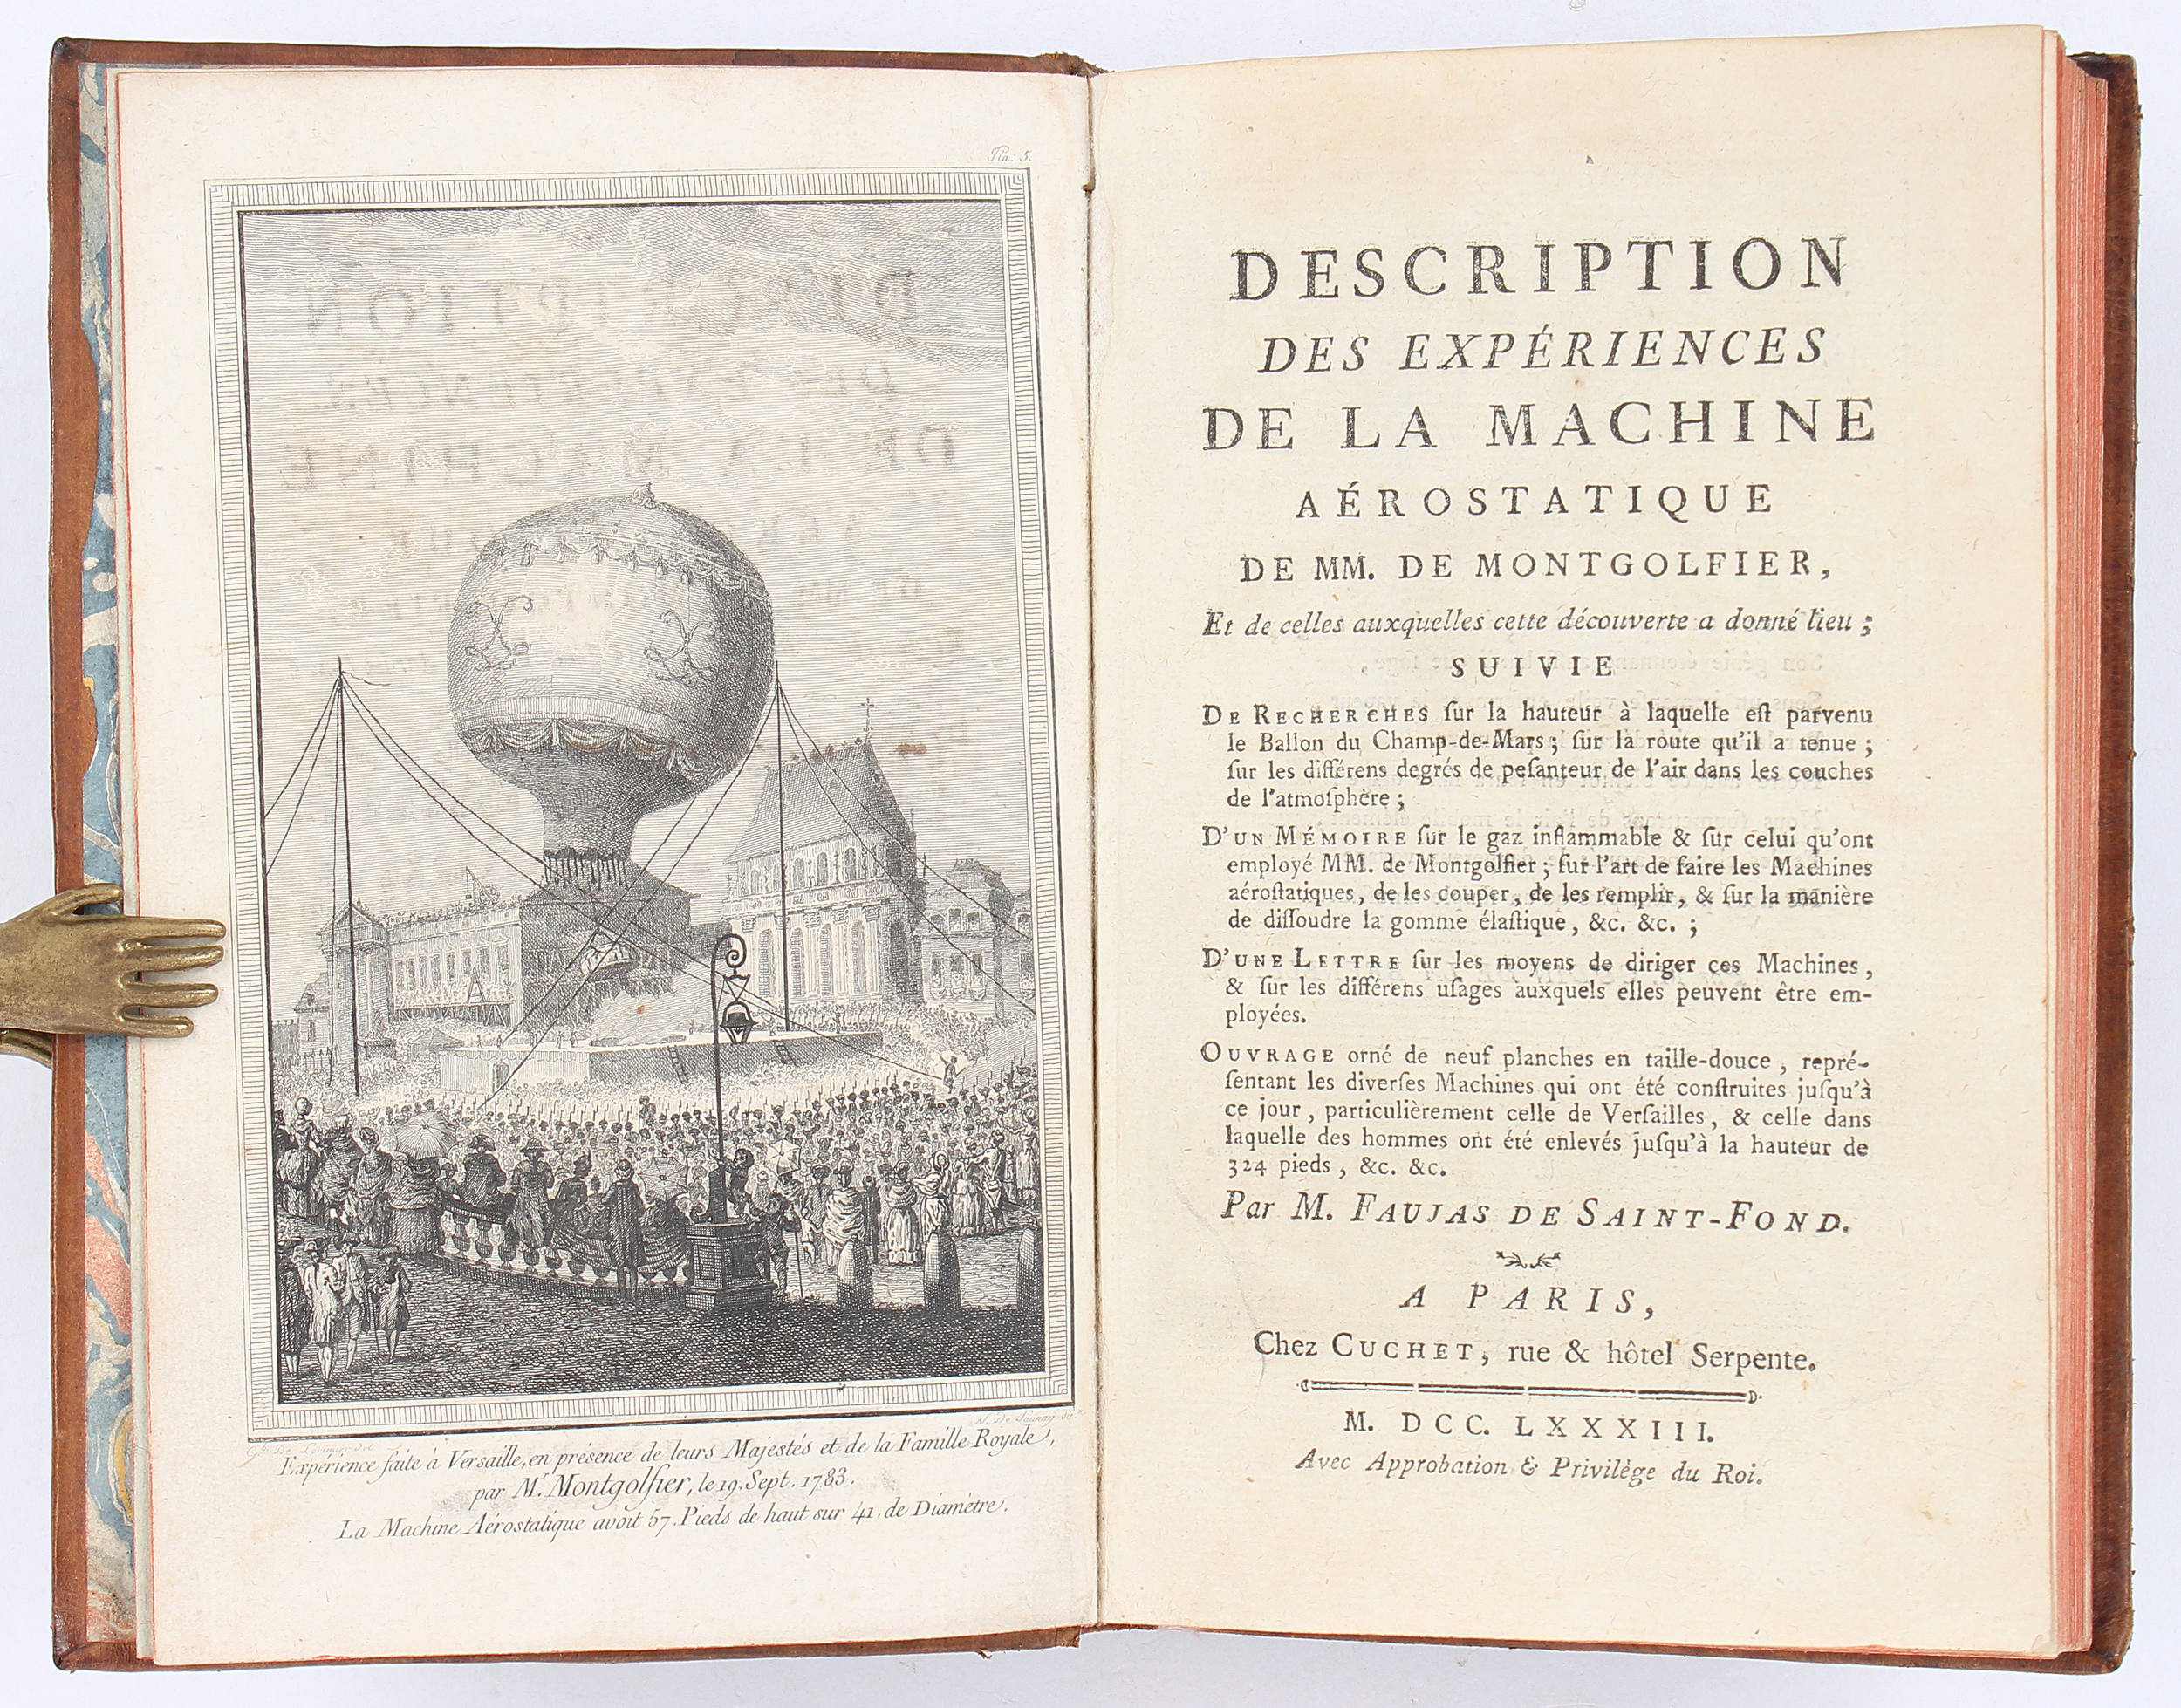 Pla. 5.
N. De Launay Sc.
Expérience faite à Versaille, en présence de leurs Majestés et de la Famille Royale,
par Mr. Montgolfier, le 19. Sept. 1783.
La Machine Aérostatique avoit 57. Pieds de haut sur 41. de Diamétre.
DESCRIPTION
DES EXPÉRIENCES
DE LA MACHINE
AÉROSTATIQUE
DE MM. DE MONTGOLFIER,
Et de celles auxquelles cette découverte a donné lieu ;
SUIVIE
DE RECHERCHES ſur la hauteur à laquelle eſt parvenu
le Ballon du Champ-de-Mars ; ſur la route qu'il a tenue ;
ſur les différens degrés de peſanteur de l'air dans les couches
de l'atmoſphère ;
D'UN MÉMOIRE ſur le gaz inflammable & ſur celui qu'ont
employé MM. de Montgolfier ; ſur l'art de faire les Machines
aéroſtatiques, de les couper, de les remplir, & ſur la manière
de diſſoudre la gomme élaſtique, &c. &c. ;
D'UNE LETTRE ſur les moyens de diriger ces Machines,
& ſur les différens uſages auxquels elles peuvent être em-
ployées.
OUVRAGE orné de neuf planches en taille-douce, repré-
ſentant les diverſes Machines qui ont été conſtruites juſqu'à
ce jour, particulièrement celle de Verſailles, & celle dans
laquelle des hommes ont été enlevés juſqu'à la hauteur de
324 pieds, &c. &c.
Par M. FAUJAS DE SAINT-FOND.
A PARIS,
Chez CUCHET, rue & hôtel Serpente.
M. DCC. LXXXIII.
Avec Approbation & Privilège du Roi.